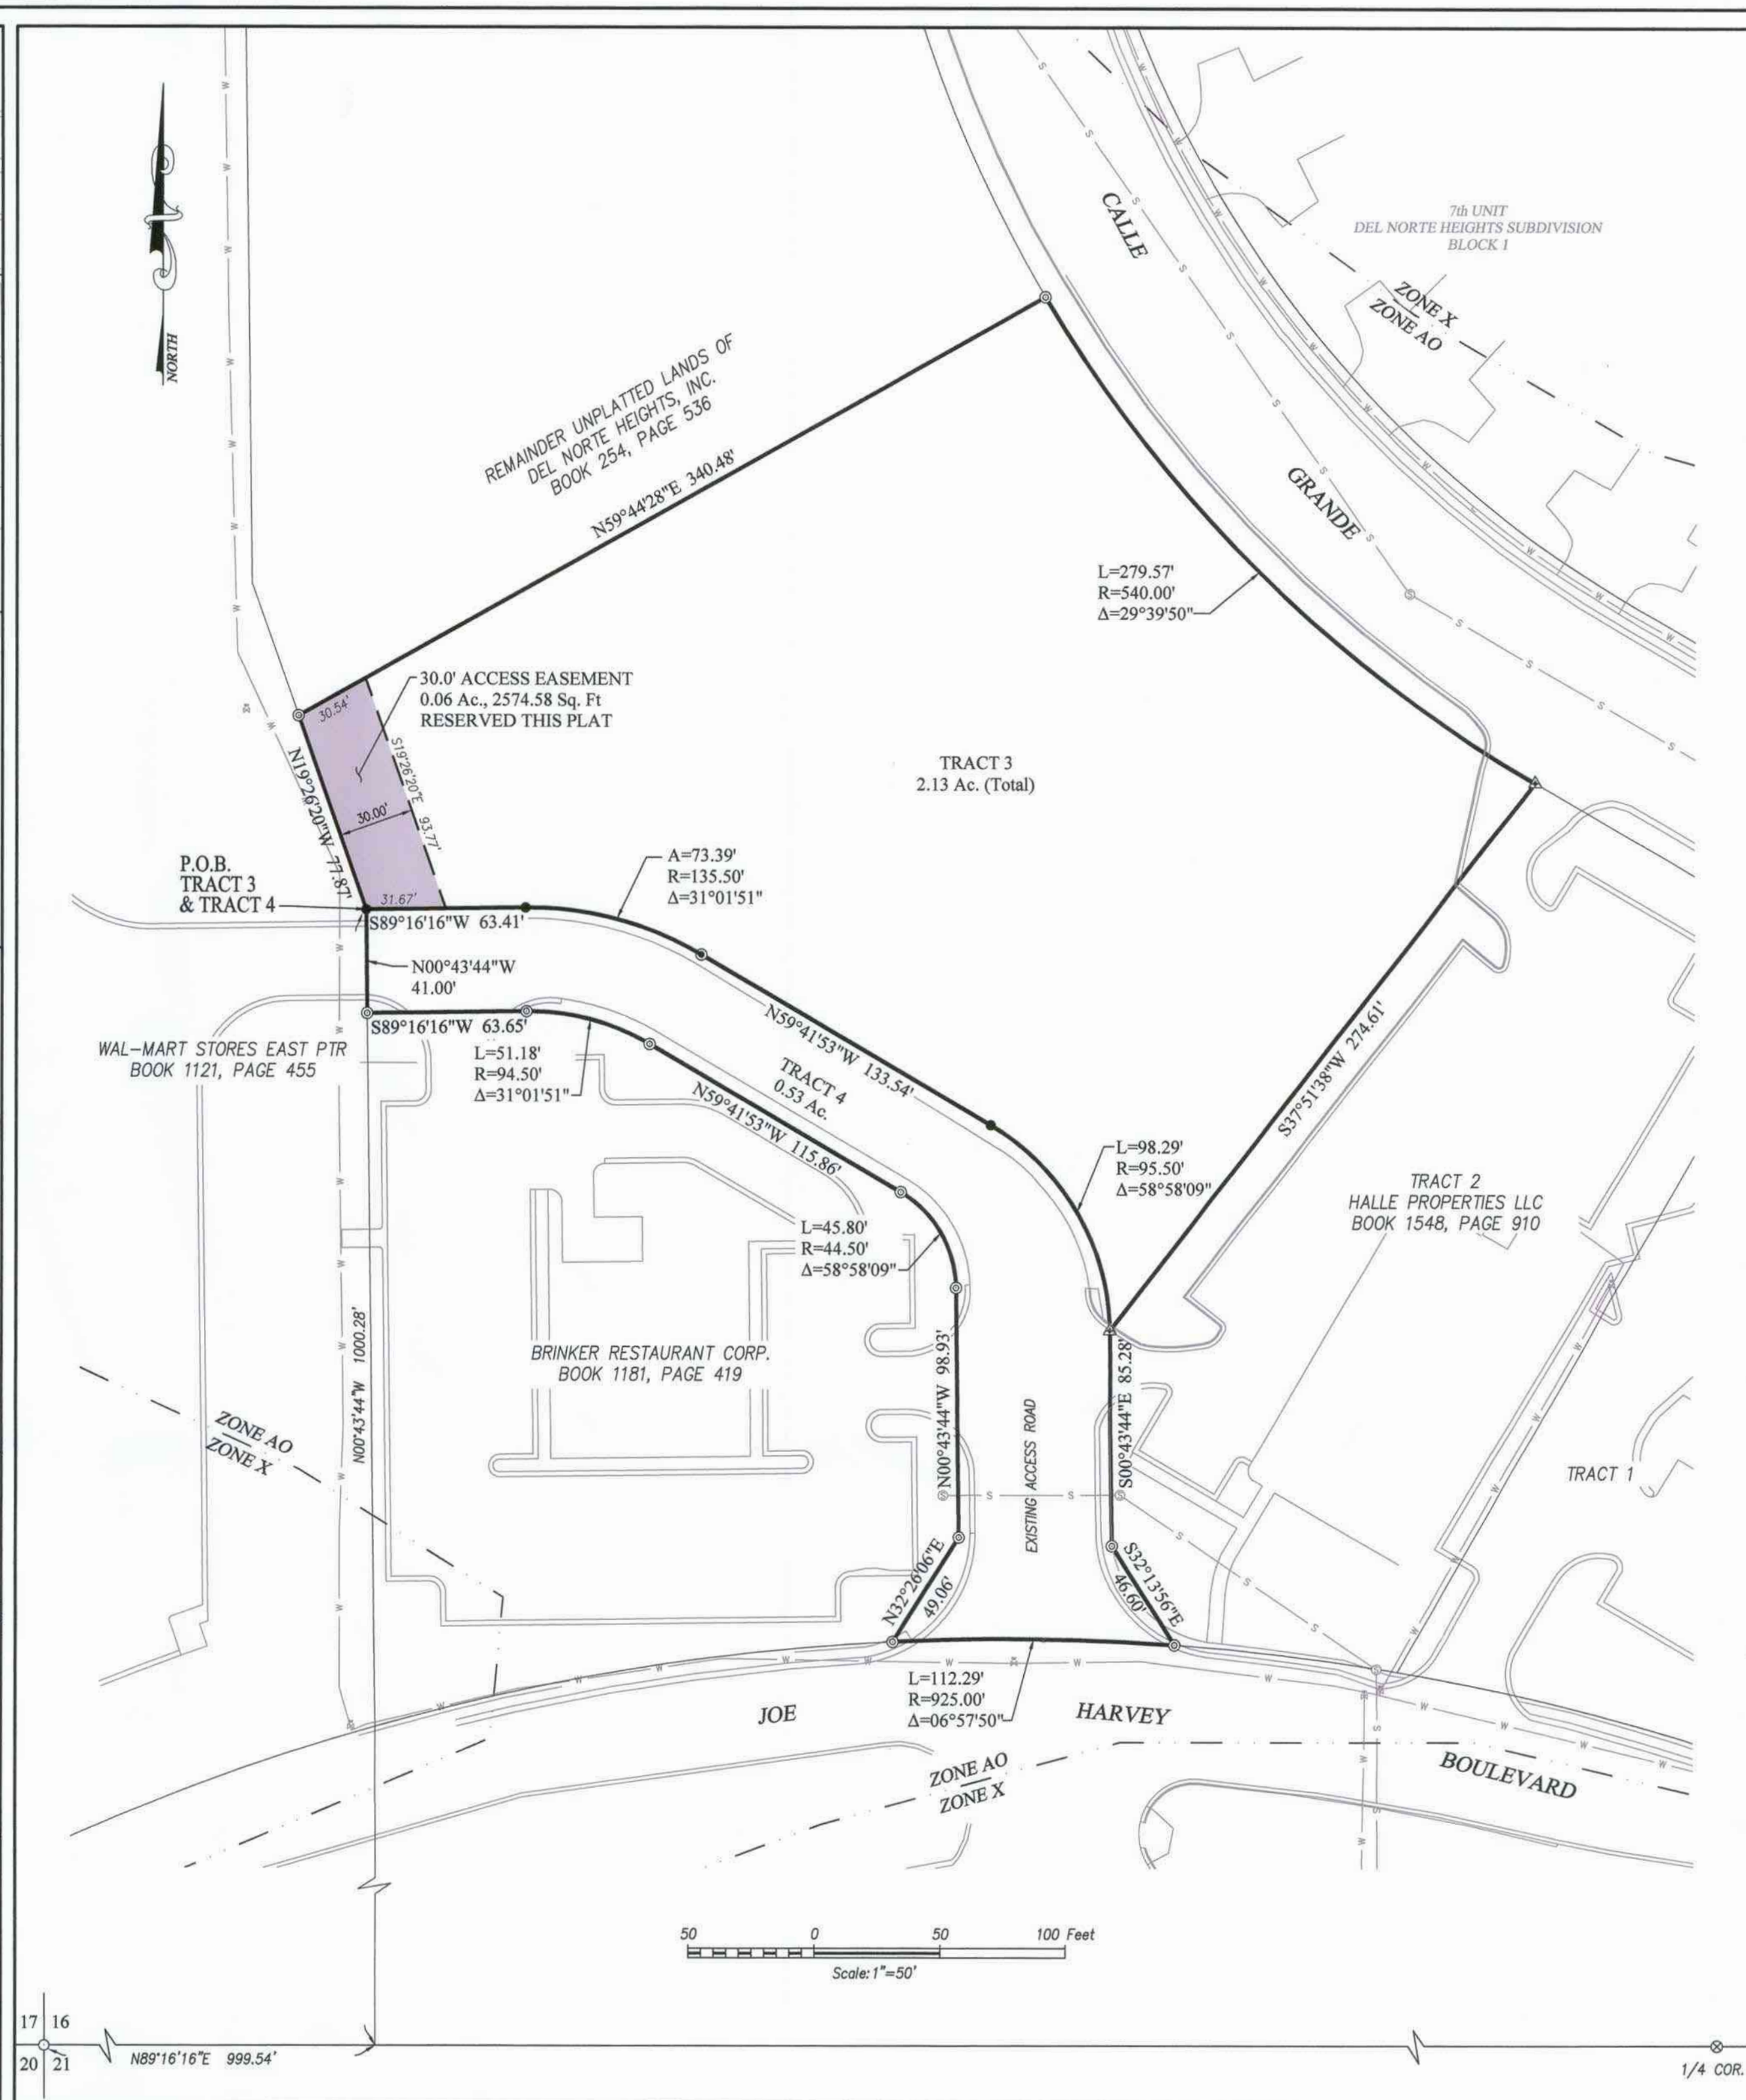 NORTH
CALLE
GRANDE
7th UNIT
DEL NORTE HEIGHTS SUBDIVISION
BLOCK 1
ZONE X
ZONE AO
REMAINDER UNPLATTED LANDS OF
DEL NORTE HEIGHTS, INC.
BOOK 254, PAGE 536
N59°44'28"E 340.48'
L=279.57'
R=540.00'
Δ=29°39'50"
30.0' ACCESS EASEMENT
0.06 Ac., 2574.58 Sq. Ft
RESERVED THIS PLAT
30.54'
S19°26'20"E 93.77'
N19°26'20"W 77.87'
30.00'
31.67'
TRACT 3
2.13 Ac. (Total)
P.O.B.
TRACT 3
& TRACT 4
A=73.39'
R=135.50'
Δ=31°01'51"
S89°16'16"W 63.41'
N00°43'44"W
41.00'
S89°16'16"W 63.65'
WAL-MART STORES EAST PTR
BOOK 1121, PAGE 455
L=51.18'
R=94.50'
Δ=31°01'51"
N59°41'53"W 133.54'
TRACT 4
0.53 Ac.
N59°41'53"W 115.86'
S37°51'38"W 274.61'
L=98.29'
R=95.50'
Δ=58°58'09"
TRACT 2
HALLE PROPERTIES LLC
BOOK 1548, PAGE 910
L=45.80'
R=44.50'
Δ=58°58'09"
N00°43'44"W 1000.28'
BRINKER RESTAURANT CORP.
BOOK 1181, PAGE 419
N00°43'44"W 98.93'
S00°43'44"E 85.28'
EXISTING ACCESS ROAD
ZONE AO
ZONE X
TRACT 1
N32°26'06"E
49.06'
S32°13'56"E
46.60'
L=112.29'
R=925.00'
Δ=06°57'50"
JOE
HARVEY
BOULEVARD
ZONE AO
ZONE X
50 0 50 100 Feet
Scale: 1"=50'
17 16
20 21
N89°16'16"E 999.54'
1/4 COR.